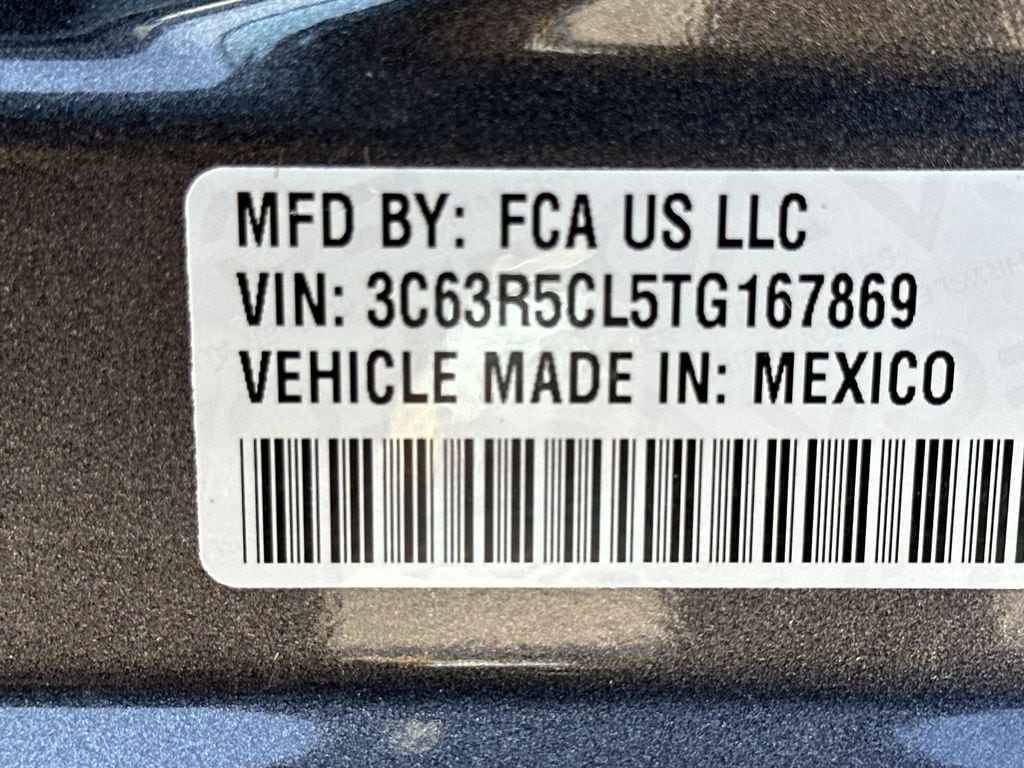 MFD BY: FCA US LLC
VIN: 3C63R5CL5TG167869
VEHICLE MADE IN: MEXICO